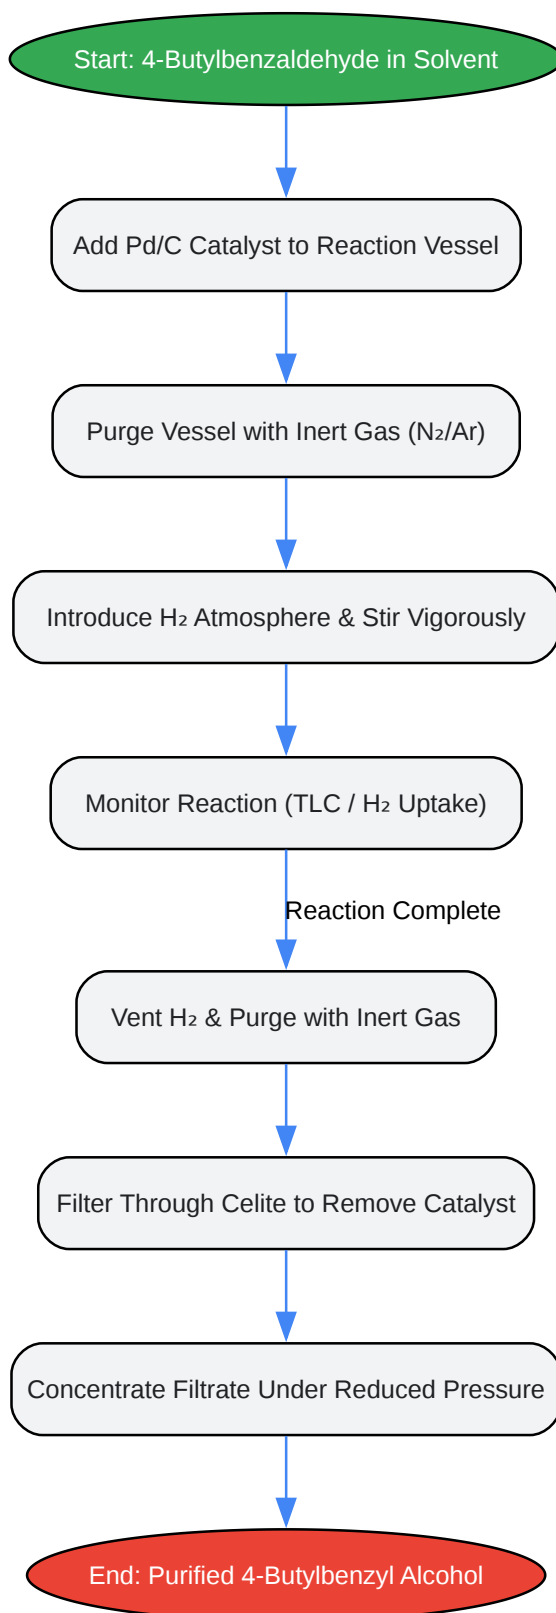 Start: 4-Butylbenzaldehyde in Solvent
Add Pd/C Catalyst to Reaction Vessel
Purge Vessel with Inert Gas (N₂/Ar)
Introduce H₂ Atmosphere & Stir Vigorously
Monitor Reaction (TLC / H₂ Uptake)
Reaction Complete
Vent H₂ & Purge with Inert Gas
Filter Through Celite to Remove Catalyst
Concentrate Filtrate Under Reduced Pressure
End: Purified 4-Butylbenzyl Alcohol